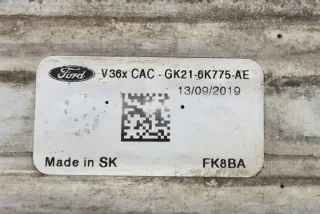 Ford V36x CAC - GK21-6K775-AE
13/09/2019
Made in SK FK8BA